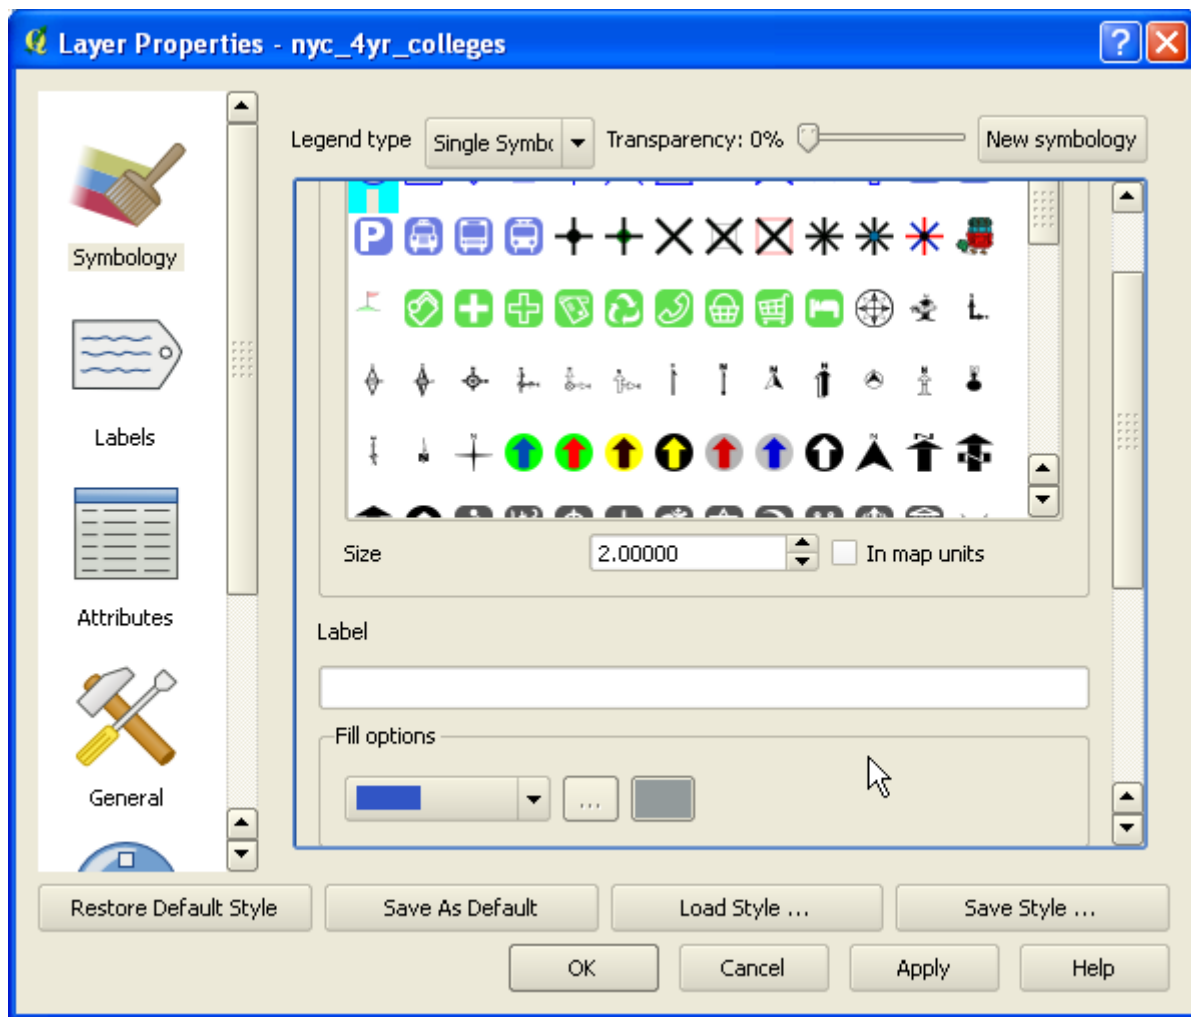 Layer Properties - nyc_4yr_colleges
Legend type Single Symbo Transparency: 0% New symbology
Symbology
Labels
Attributes
General
P
Size 2.00000 In map units
Label
Fill options
...
Restore Default Style Save As Default Load Style ... Save Style ...
OK Cancel Apply Help